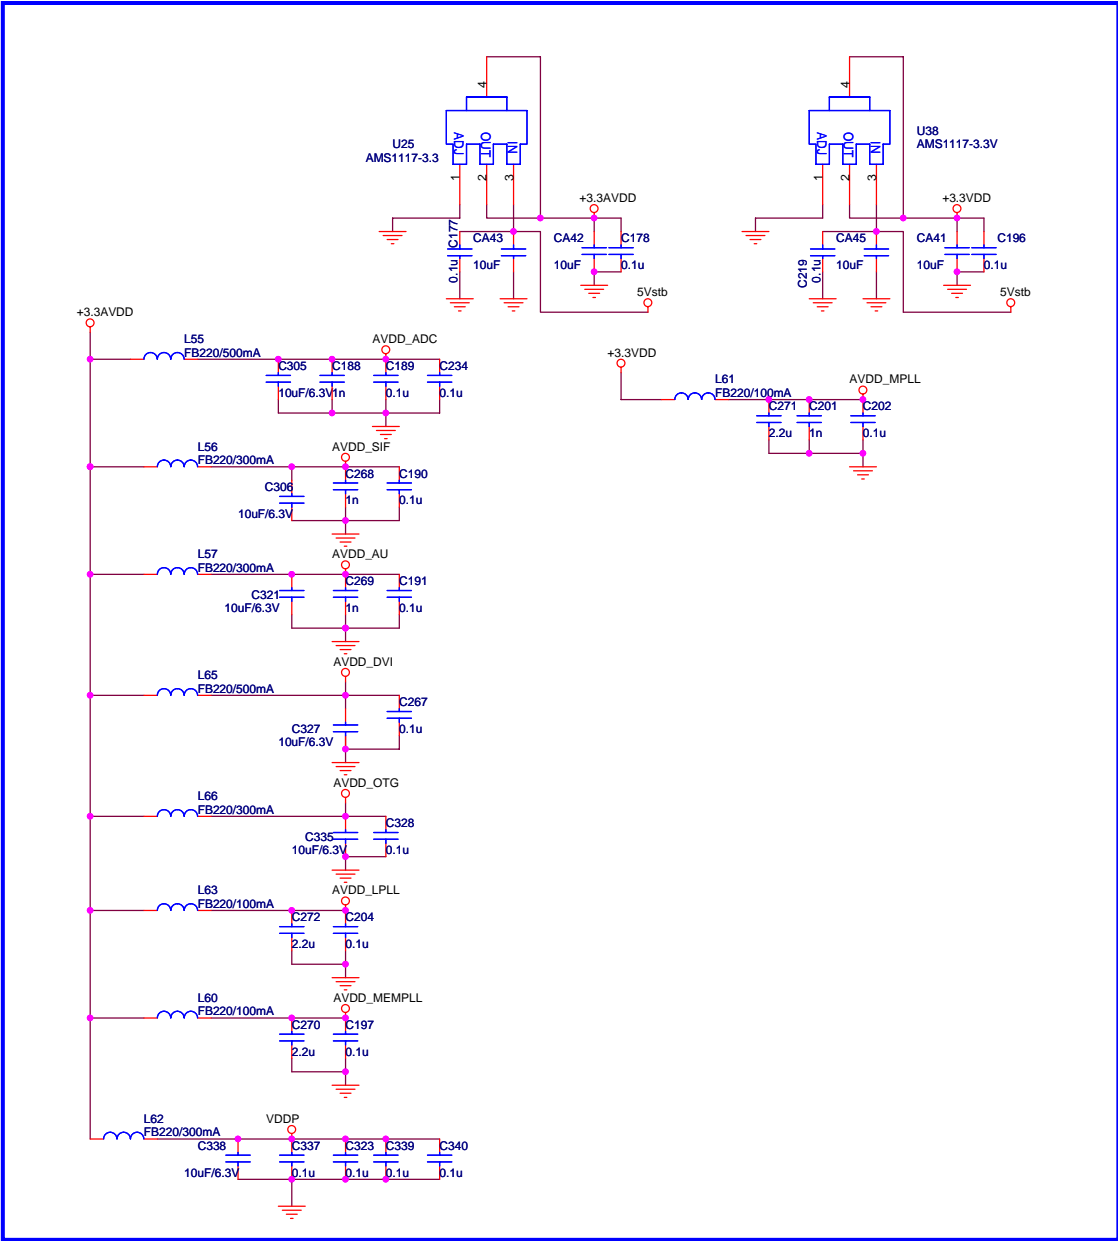 4
ADJ
OUT
IN
U25
AMS1117-3.3
1
2
3
+3.3AVDD
C177
0.1u
CA43
10uF
CA42
10uF
C178
0.1u
5Vstb
4
ADJ
OUT
IN
U38
AMS1117-3.3V
1
2
3
+3.3VDD
C219
0.1u
CA45
10uF
CA41
10uF
C196
0.1u
5Vstb
+3.3AVDD
L55
FB220/500mA
AVDD_ADC
C305
10uF/6.3V
C188
1n
C189
0.1u
C234
0.1u
+3.3VDD
L61
FB220/100mA
AVDD_MPLL
C271
2.2u
C201
1n
C202
0.1u
L56
FB220/300mA
AVDD_SIF
C306
10uF/6.3V
C268
1n
C190
0.1u
L57
FB220/300mA
AVDD_AU
C321
10uF/6.3V
C269
1n
C191
0.1u
L65
FB220/500mA
AVDD_DVI
C327
10uF/6.3V
C267
0.1u
L66
FB220/300mA
AVDD_OTG
C335
10uF/6.3V
C328
0.1u
L63
FB220/100mA
AVDD_LPLL
C272
2.2u
C204
0.1u
L60
FB220/100mA
AVDD_MEMPLL
C270
2.2u
C197
0.1u
L62
FB220/300mA
VDDP
C338
10uF/6.3V
C337
0.1u
C323
0.1u
C339
0.1u
C340
0.1u